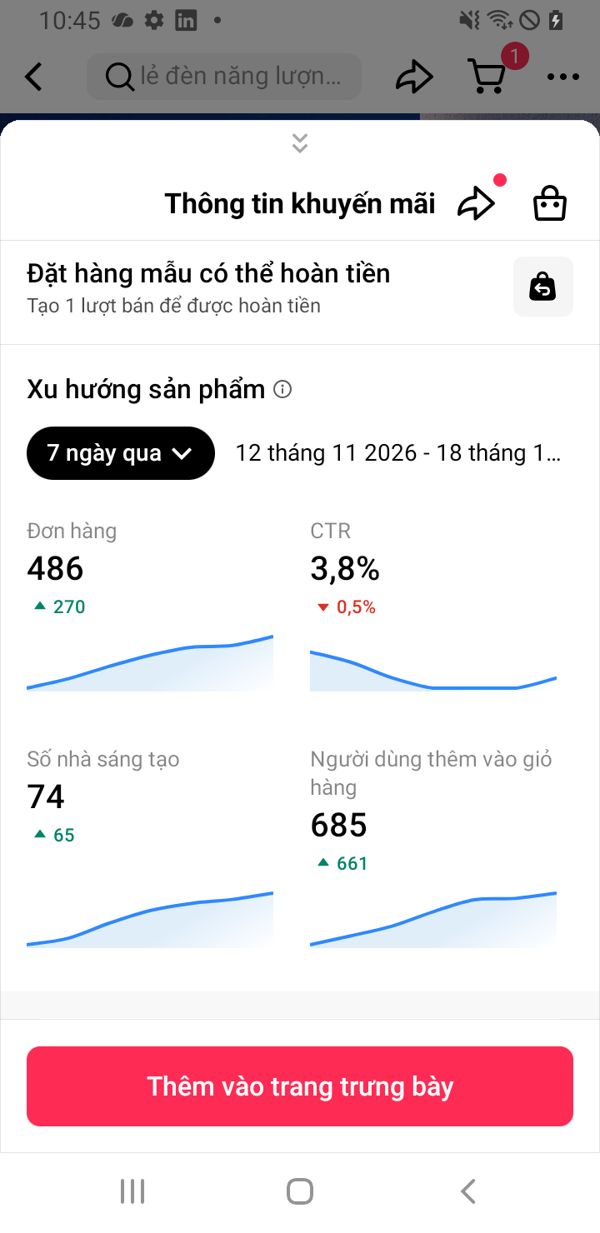 10:45
lẻ đèn năng lượn...
1
Thông tin khuyến mãi
Đặt hàng mẫu có thể hoàn tiền
Tạo 1 lượt bán để được hoàn tiền
Xu hướng sản phẩm
7 ngày qua
12 tháng 11 2026 - 18 tháng 1...
Đơn hàng
486
270
CTR
3,8%
0,5%
Số nhà sáng tạo
74
65
Người dùng thêm vào giỏ
hàng
685
661
Thêm vào trang trưng bày